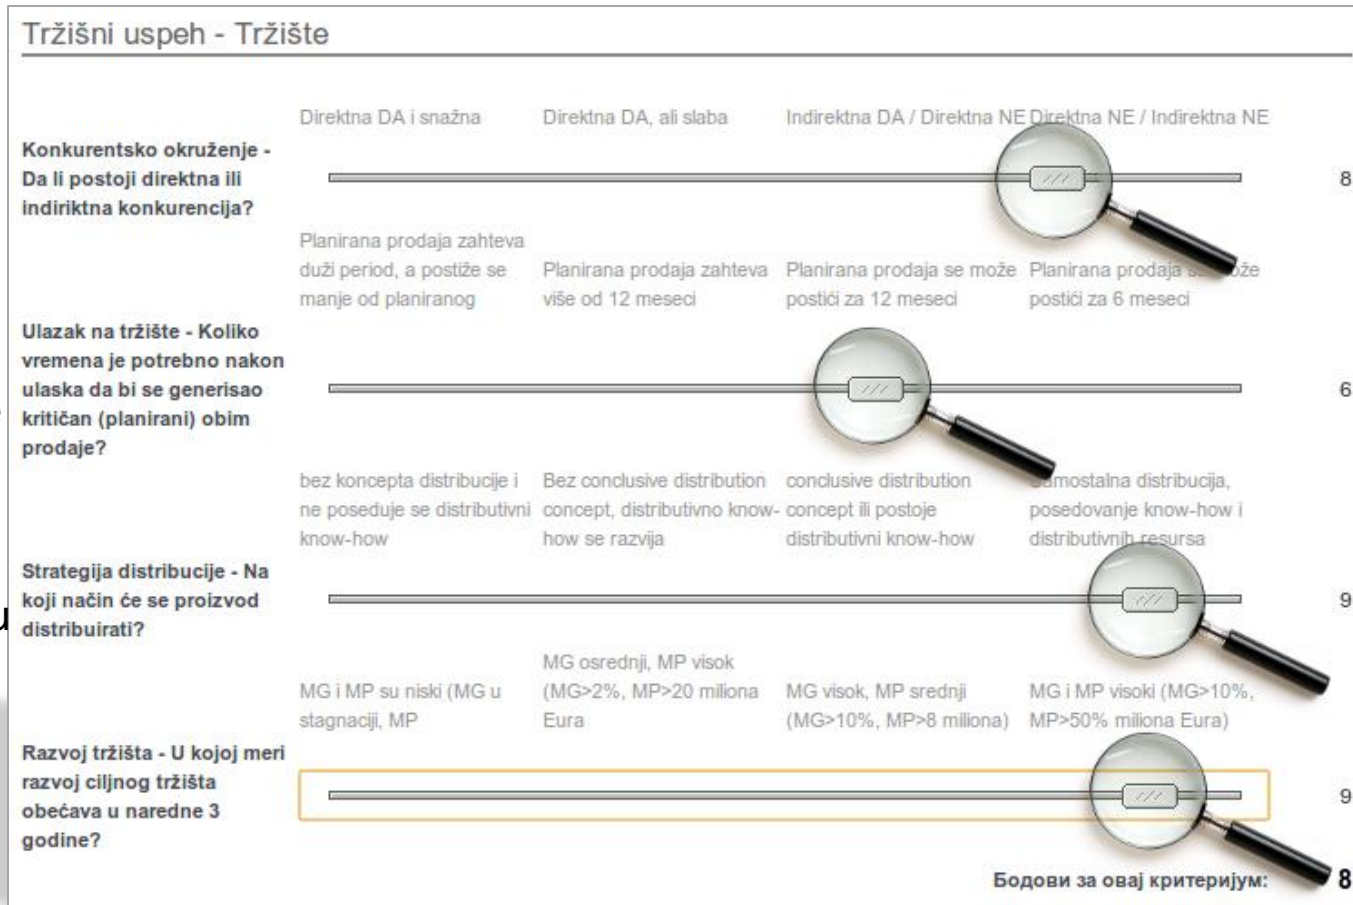 Tržišni uspeh - Tržište
Direktna DA i snažna
Direktna DA, ali slaba
Indirektna DA / Direktna NE
Direktna NE / Indirektna NE
Konkurentsko okruženje -
Da li postoji direktna ili
indiriktna konkurencija?
8
Planirana prodaja zahteva
duži period, a postiže se
manje od planiranog
Planirana prodaja zahteva
više od 12 meseci
Planirana prodaja se može
postići za 12 meseci
Planirana prodaja se može
postići za 6 meseci
Ulazak na tržište - Koliko
vremena je potrebno nakon
ulaska da bi se generisao
kritičan (planirani) obim
prodaje?
6
bez koncepta distribucije i
ne poseduje se distributivni
know-how
Bez conclusive distribution
concept, distributivno know-
how se razvija
conclusive distribution
concept ili postoje
distributivni know-how
Samostalna distribucija,
posedovanje know-how i
distributivnih resursa
Strategija distribucije - Na
koji način će se proizvod
distribuirati?
9
u
MG i MP su niski (MG u
stagnaciji, MP
MG osrednji, MP visok
(MG>2%, MP>20 miliona
Eura
MG visok, MP srednji
(MG>10%, MP>8 miliona)
MG i MP visoki (MG>10%,
MP>50% miliona Eura)
Razvoj tržišta - U kojoj meri
razvoj ciljnog tržišta
obećava u naredne 3
godine?
9
Бодови за овај критеријум: 8